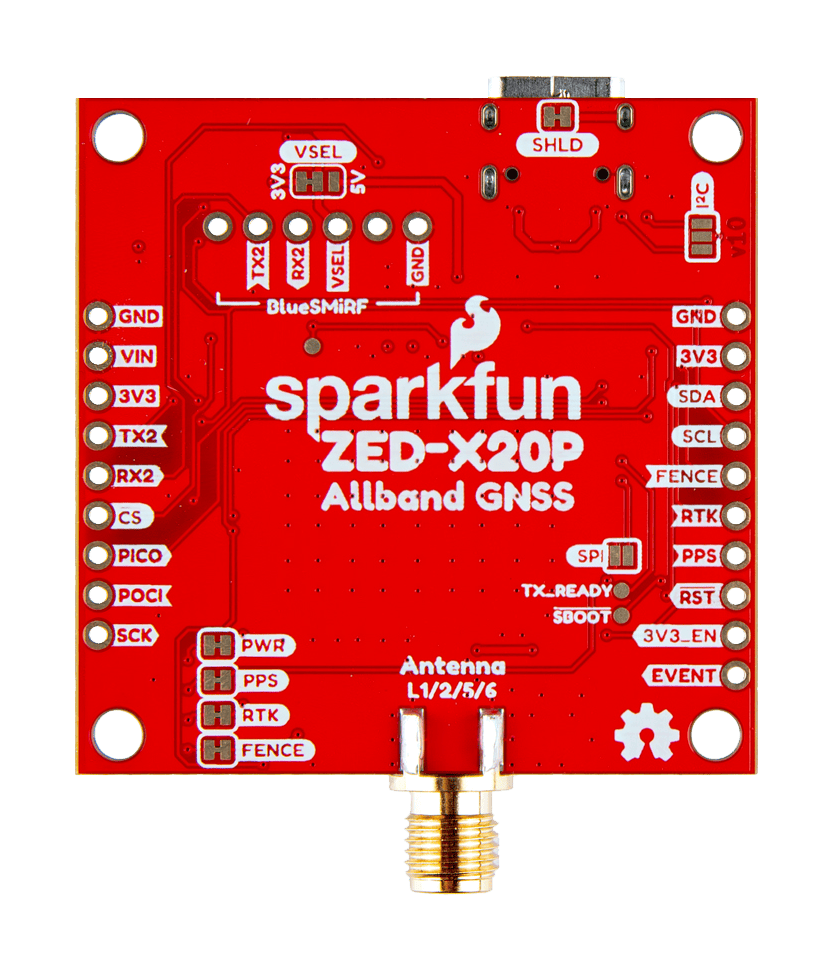 SHLD
VSEL
3V3
5V
I²C
v10
TX2
RX2
VSEL
GND
BlueSMiRF
GND
VIN
3V3
TX2
RX2
CS
PICO
POCI
SCK
sparkfun
ZED-X20P
Allband GNSS
GND
3V3
SDA
SCL
FENCE
RTK
PPS
RST
3V3_EN
EVENT
SPI
TX_READY
SBOOT
PWR
PPS
RTK
FENCE
Antenna
L1/2/5/6